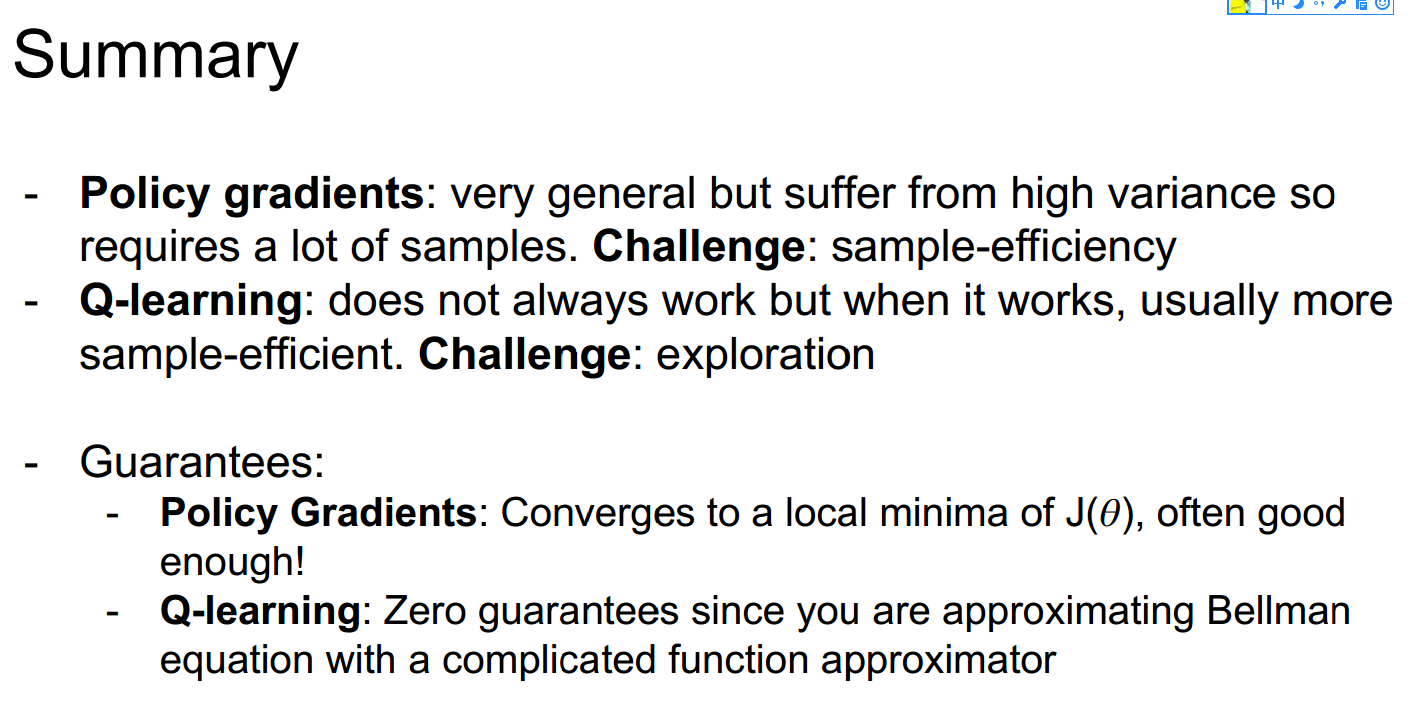 Summary
- Policy gradients: very general but suffer from high variance so
requires a lot of samples. Challenge: sample-efficiency
- Q-learning: does not always work but when it works, usually more
sample-efficient. Challenge: exploration
- Guarantees:
- Policy Gradients: Converges to a local minima of J(θ), often good
enough!
- Q-learning: Zero guarantees since you are approximating Bellman
equation with a complicated function approximator